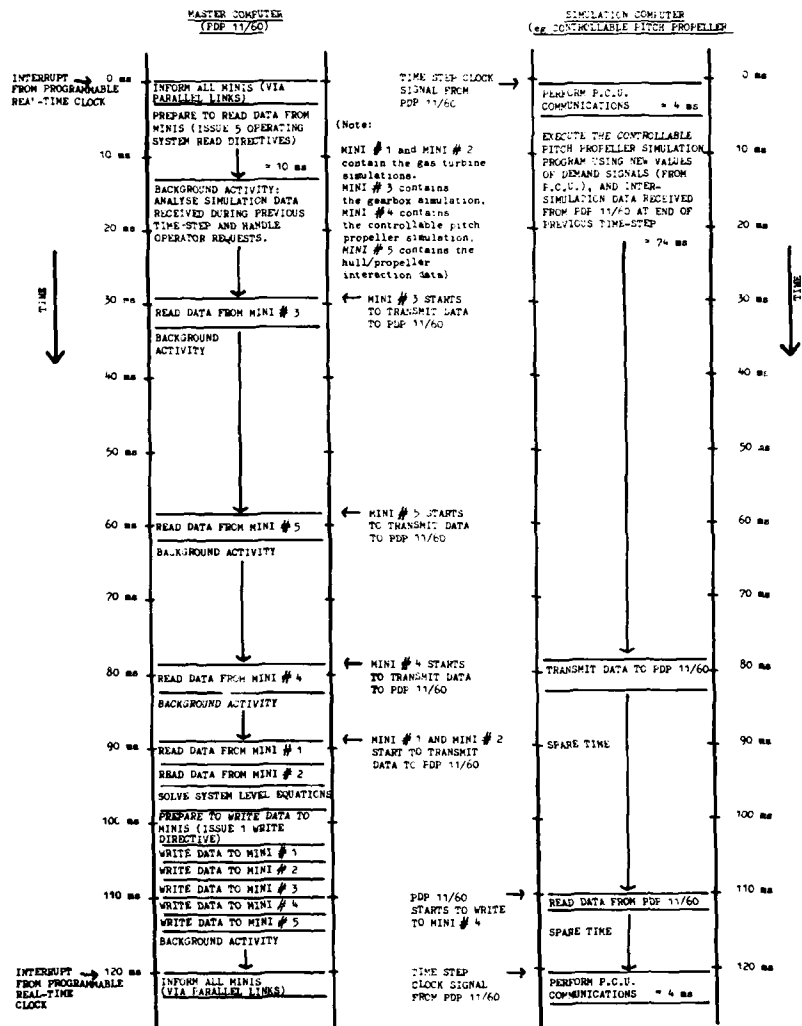 MASTER COMPUTER
(PDP 11/60)
INTERRUPT
FROM PROGRAMMABLE
REA'-TIME CLOCK
0 ms
10 ms
20 ms
30 ms
40 ms
50 ms
60 ms
70 ms
80 ms
90 ms
100 ms
110 ms
120 ms
TIME
INTERRUPT
FROM PROGRAMMABLE
REAL-TIME
CLOCK
INFORM ALL MINIS (VIA
PARALLEL LINKS)
PREPARE TO READ DATA FROM
MINIS (ISSUE 5 OPERATING
SYSTEM READ DIRECTIVES)
≈ 10 ms
BACKGROUND ACTIVITY:
ANALYSE SIMULATION DATA
RECEIVED DURING PREVIOUS
TIME-STEP AND HANDLE
OPERATOR REQUESTS.
READ DATA FROM MINI # 3
BACKGROUND
ACTIVITY
READ DATA FROM MINI # 5
BACKGROUND ACTIVITY
READ DATA FROM MINI # 4
BACKGROUND ACTIVITY
READ DATA FROM MINI # 1
READ DATA FROM MINI # 2
SOLVE SYSTEM LEVEL EQUATIONS
PREPARE TO WRITE DATA TO
MINIS (ISSUE 1 WRITE
DIRECTIVE)
WRITE DATA TO MINI # 1
WRITE DATA TO MINI # 2
WRITE DATA TO MINI # 3
WRITE DATA TO MINI # 4
WRITE DATA TO MINI # 5
BACKGROUND ACTIVITY
INFORM ALL MINIS
(VIA PARALLEL LINKS)
TIME STEP CLOCK
SIGNAL FROM
PDP 11/60
(Note:
MINI # 1 and MINI # 2
contain the gas turbine
simulations.
MINI # 3 contains
the gearbox simulation,
MINI # 4 contains
the controllable pitch
propeller simulation,
MINI # 5 contains the
hull/propeller
interaction data)
MINI # 3 STARTS
TO TRANSMIT DATA
TO PDP 11/60
MINI # 5 STARTS
TO TRANSMIT DATA
TO PDP 11/60
MINI # 4 STARTS
TO TRANSMIT DATA
TO PDP 11/60
MINI # 1 AND MINI # 2
START TO TRANSMIT
DATA TO PDP 11/60
PDP 11/60
STARTS TO WRITE
TO MINI # 4
TIME STEP
CLOCK SIGNAL
FROM PDP 11/60
SIMULATION COMPUTER
(eg CONTROLLABLE PITCH PROPELLER
PERFORM P.C.U.
COMMUNICATIONS ≈ 4 ms
EXECUTE THE CONTROLLABLE
PITCH PROPELLER SIMULATION
PROGRAM USING NEW VALUES
OF DEMAND SIGNALS (FROM
P.C.U.), AND INTER-
SIMULATION DATA RECEIVED
FROM PDP 11/60 AT END OF
PREVIOUS TIME-STEP
≈ 74 ms
TRANSMIT DATA TO PDP 11/60
SPARE TIME
READ DATA FROM PDP 11/60
SPARE TIME
PERFORM P.C.U.
COMMUNICATIONS ≈ 4 ms
0 ms
10 ms
20 ms
30 ms
40 ms
50 ms
60 ms
70 ms
80 ms
90 ms
100 ms
110 ms
120 ms
TIME